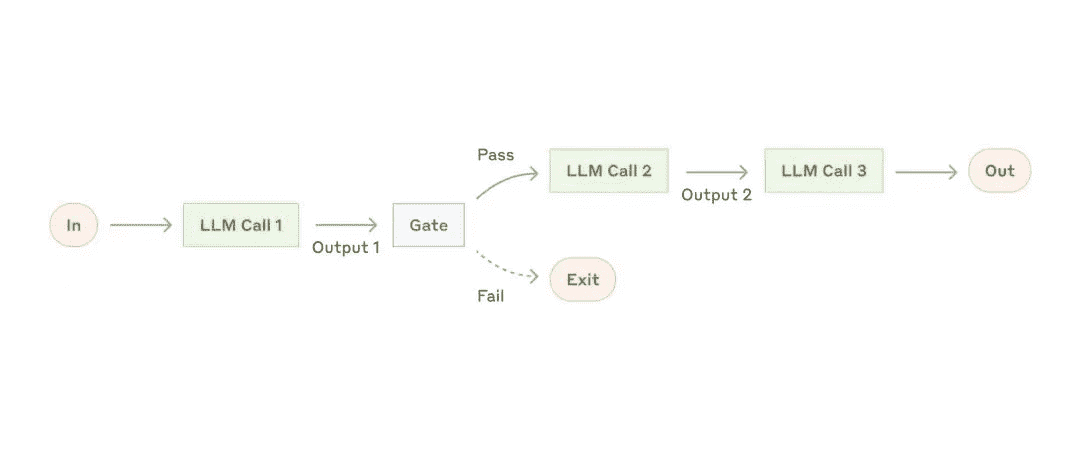 In
LLM Call 1
Output 1
Gate
Pass
Fail
LLM Call 2
Output 2
LLM Call 3
Out
Exit